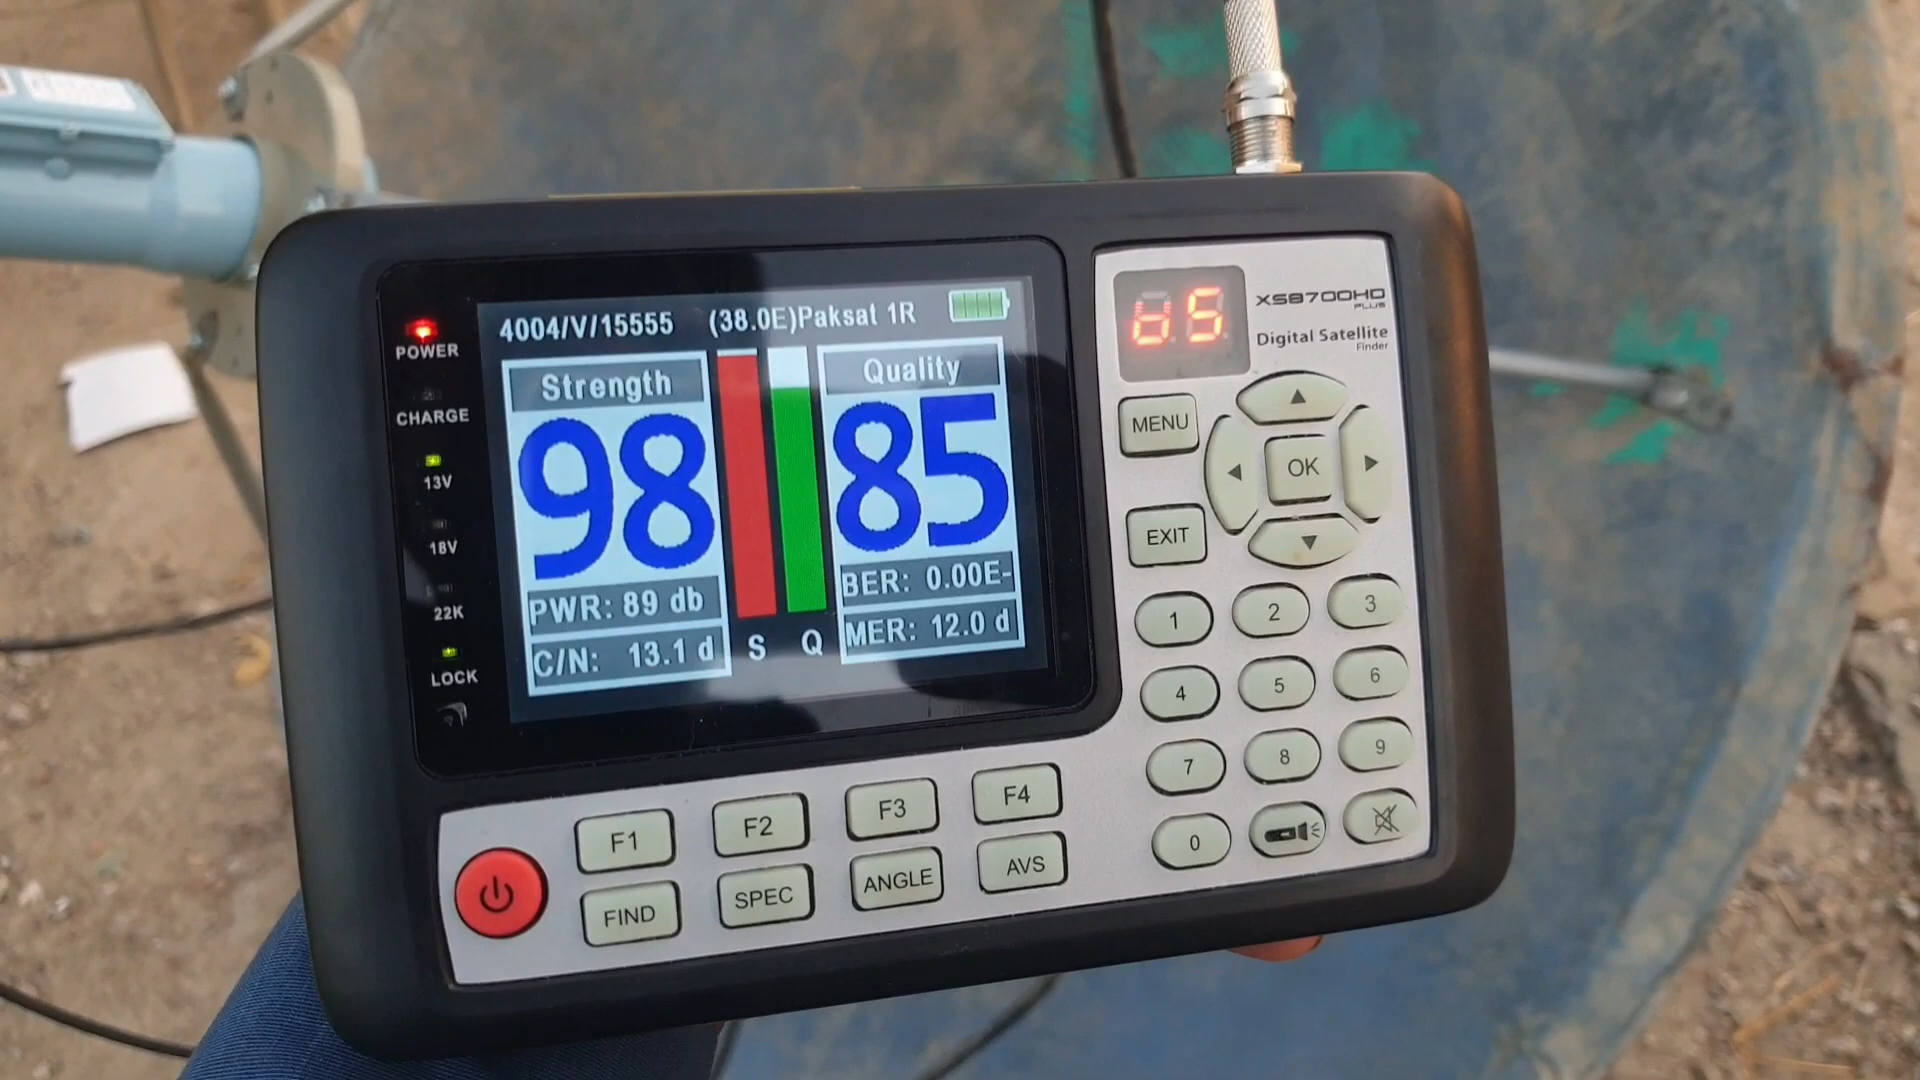 4004/V/15555 (38.0E)Paksat 1R
Strength
98
PWR: 89 db
C/N: 13.1 d
S Q
Quality
85
BER: 0.00E-
MER: 12.0 d
POWER
CHARGE
13V
18V
22K
LOCK
XS8700HD
PLUS
Digital Satellite
Finder
MENU
OK
EXIT
1 2 3
4 5 6
7 8 9
0
F1 F2 F3 F4
FIND SPEC ANGLE AVS